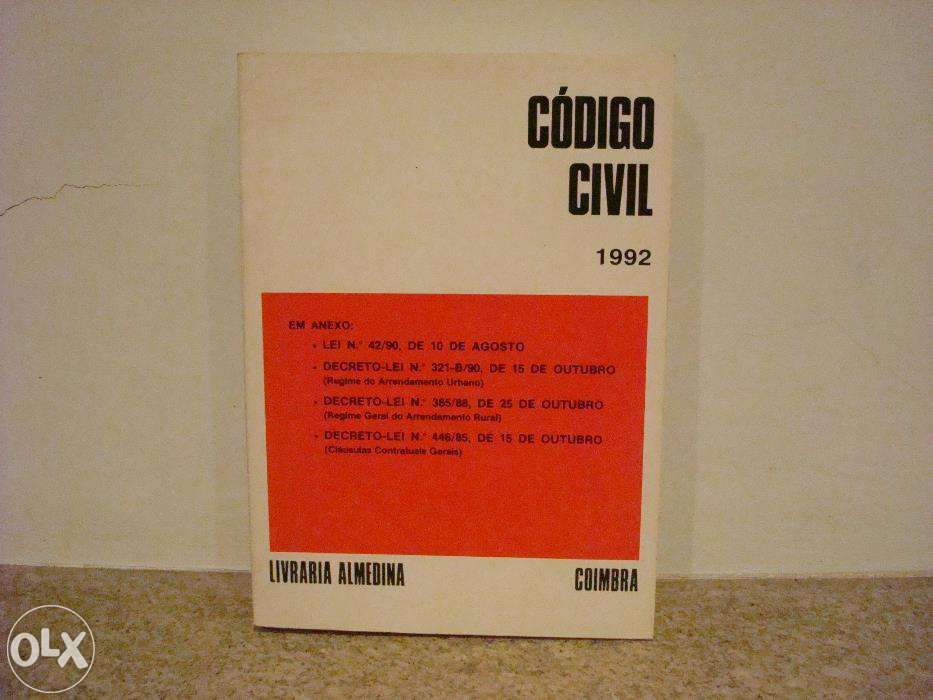 CÓDIGO
CIVIL
1992
EM ANEXO:
• LEI N.° 42/90, DE 10 DE AGOSTO
• DECRETO-LEI N.° 321-B/90, DE 15 DE OUTUBRO
(Regime do Arrendamento Urbano)
• DECRETO-LEI N.° 385/88, DE 25 DE OUTUBRO
(Regime Geral do Arrendamento Rural)
• DECRETO-LEI N.° 446/85, DE 15 DE OUTUBRO
(Cláusulas Contratuais Gerais)
LIVRARIA ALMEDINA COIMBRA
OLX